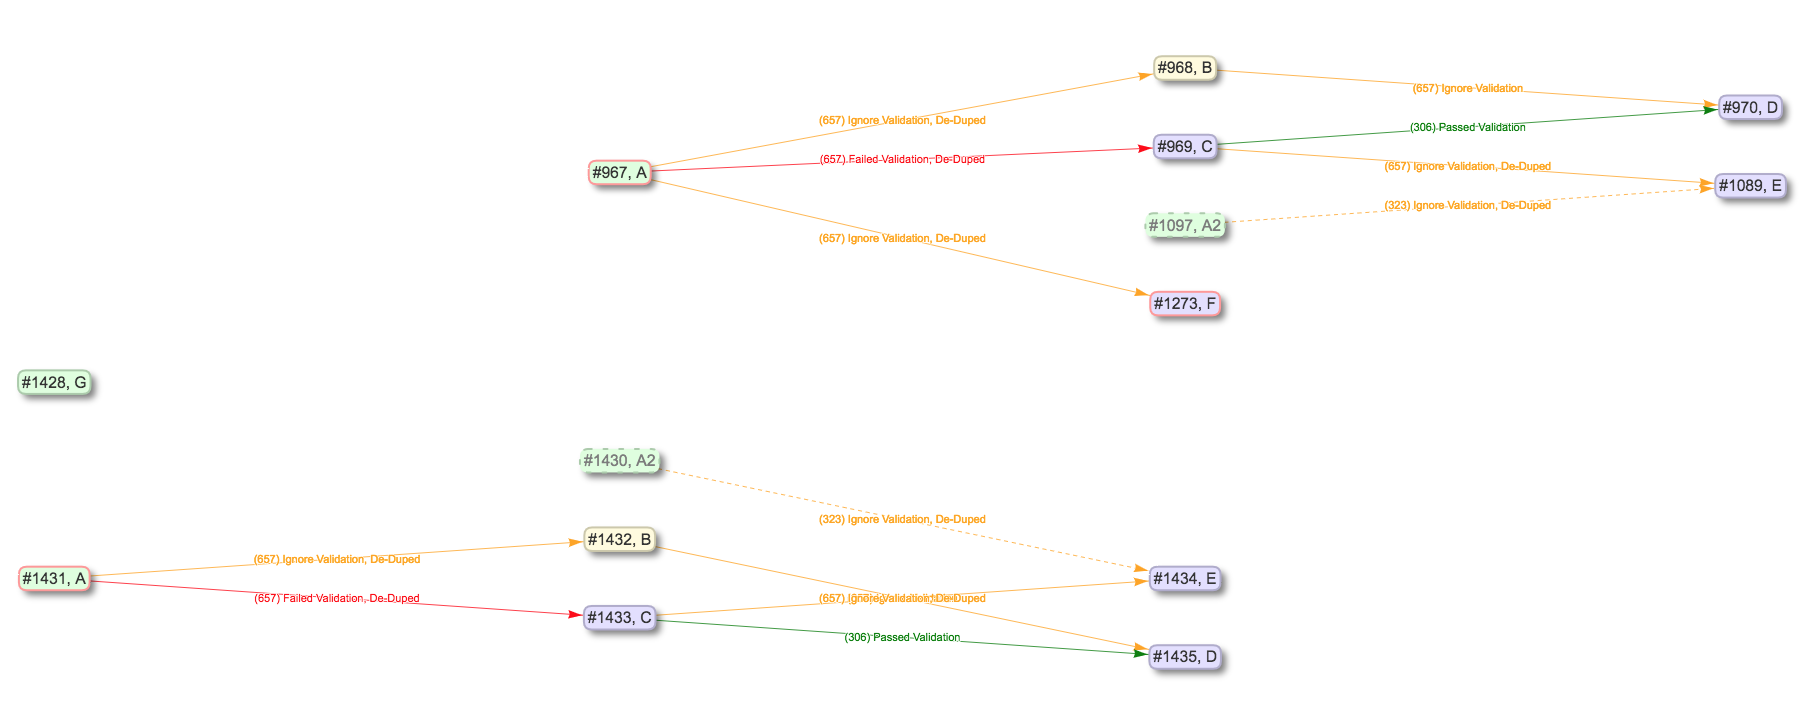 #968, B
(657) Ignore Validation
#970, D
(657) Ignore Validation, De-Duped
(306) Passed Validation
#969, C
(657) Failed Validation, De-Duped
(657) Ignore Validation, De-Duped
#967, A
#1089, E
(323) Ignore Validation, De-Duped
#1097, A2
(657) Ignore Validation, De-Duped
#1273, F
#1428, G
#1430, A2
(323) Ignore Validation, De-Duped
#1432, B
(657) Ignore Validation, De-Duped
#1431, A
#1434, E
(657) Failed Validation, De-Duped
(657) Ignore Validation, De-Duped
#1433, C
(306) Passed Validation
#1435, D